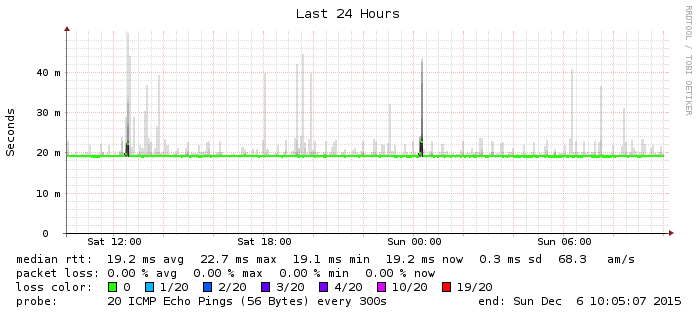 Last 24 Hours
RRDTOOL / TOBI OETIKER
Seconds
40 m
30 m
20 m
10 m
0
Sat 12:00 Sat 18:00 Sun 00:00 Sun 06:00
median rtt: 19.2 ms avg 22.7 ms max 19.1 ms min 19.2 ms now 0.3 ms sd 68.3 am/s
packet loss: 0.00 % avg 0.00 % max 0.00 % min 0.00 % now
loss color: 0 1/20 2/20 3/20 4/20 10/20 19/20
probe: 20 ICMP Echo Pings (56 Bytes) every 300s end: Sun Dec 6 10:05:07 2015